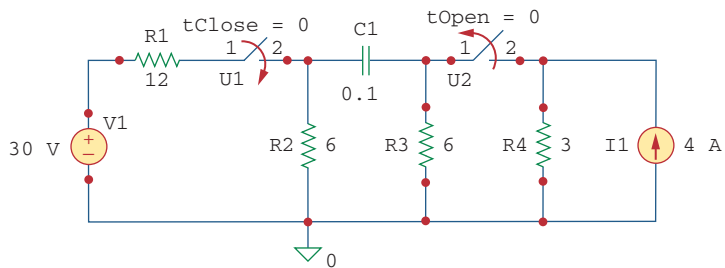 tClose = 0
C1
tOpen = 0
R1
1 2
1 2
12
U1
0.1
U2
V1
30 V
+
−
R2 6
R3 6
R4 3
I1 4 A
0